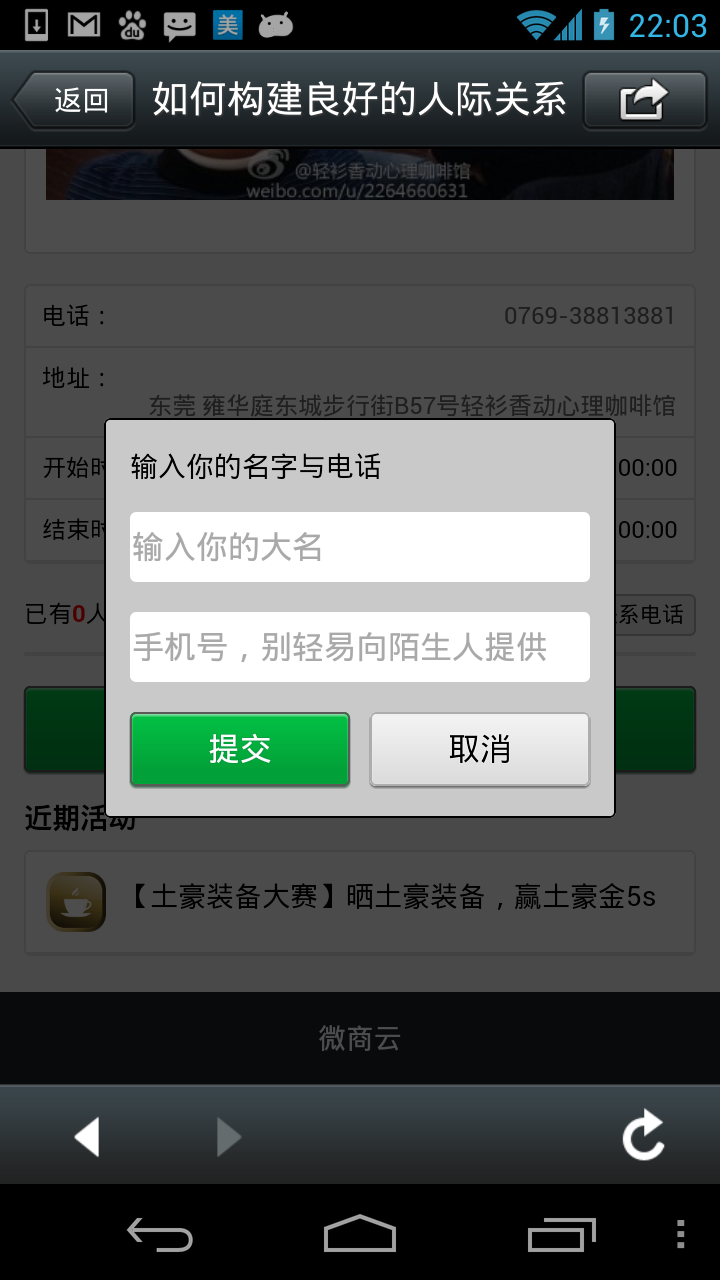 美
22:03
返回
如何构建良好的人际关系
@轻衫香动心理咖啡馆
weibo.com/u/2264660631
电话：
0769-38813881
地址：
东莞 雍华庭东城步行街B57号轻衫香动心理咖啡馆
输入你的名字与电话
开始时
00:00
输入你的大名
结束时
00:00
已有0人
系电话
手机号，别轻易向陌生人提供
提交
取消
近期活动
【土豪装备大赛】晒土豪装备，赢土豪金5s
微商云